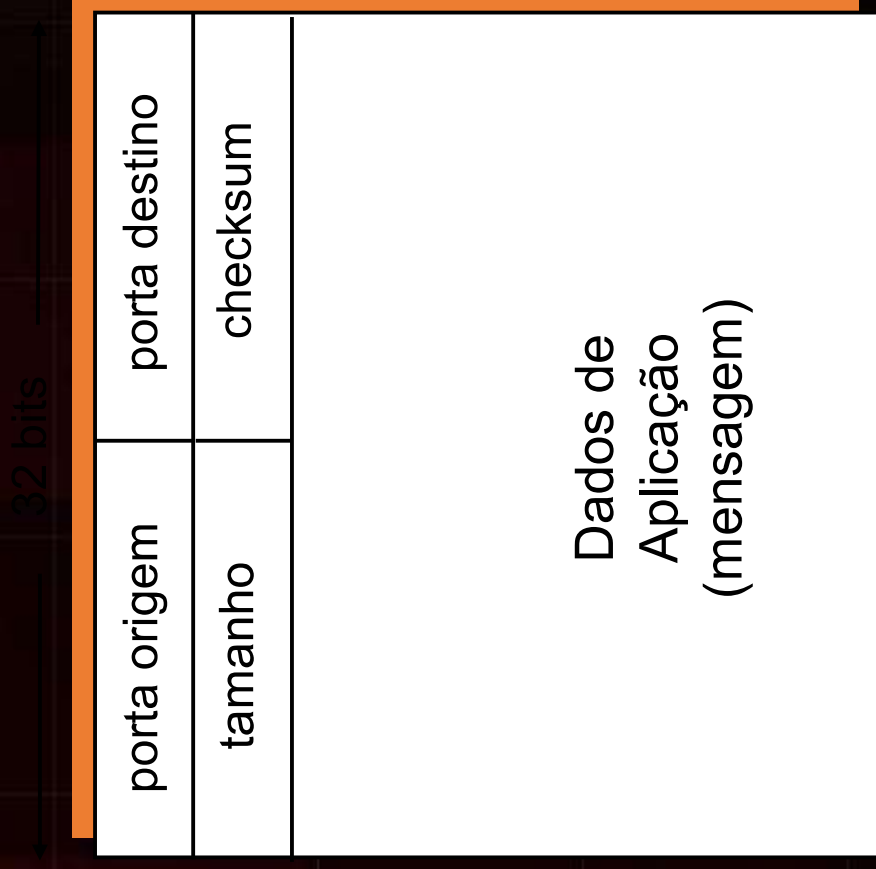 32 bits
porta origem
porta destino
tamanho
checksum
Dados de
Aplicação
(mensagem)